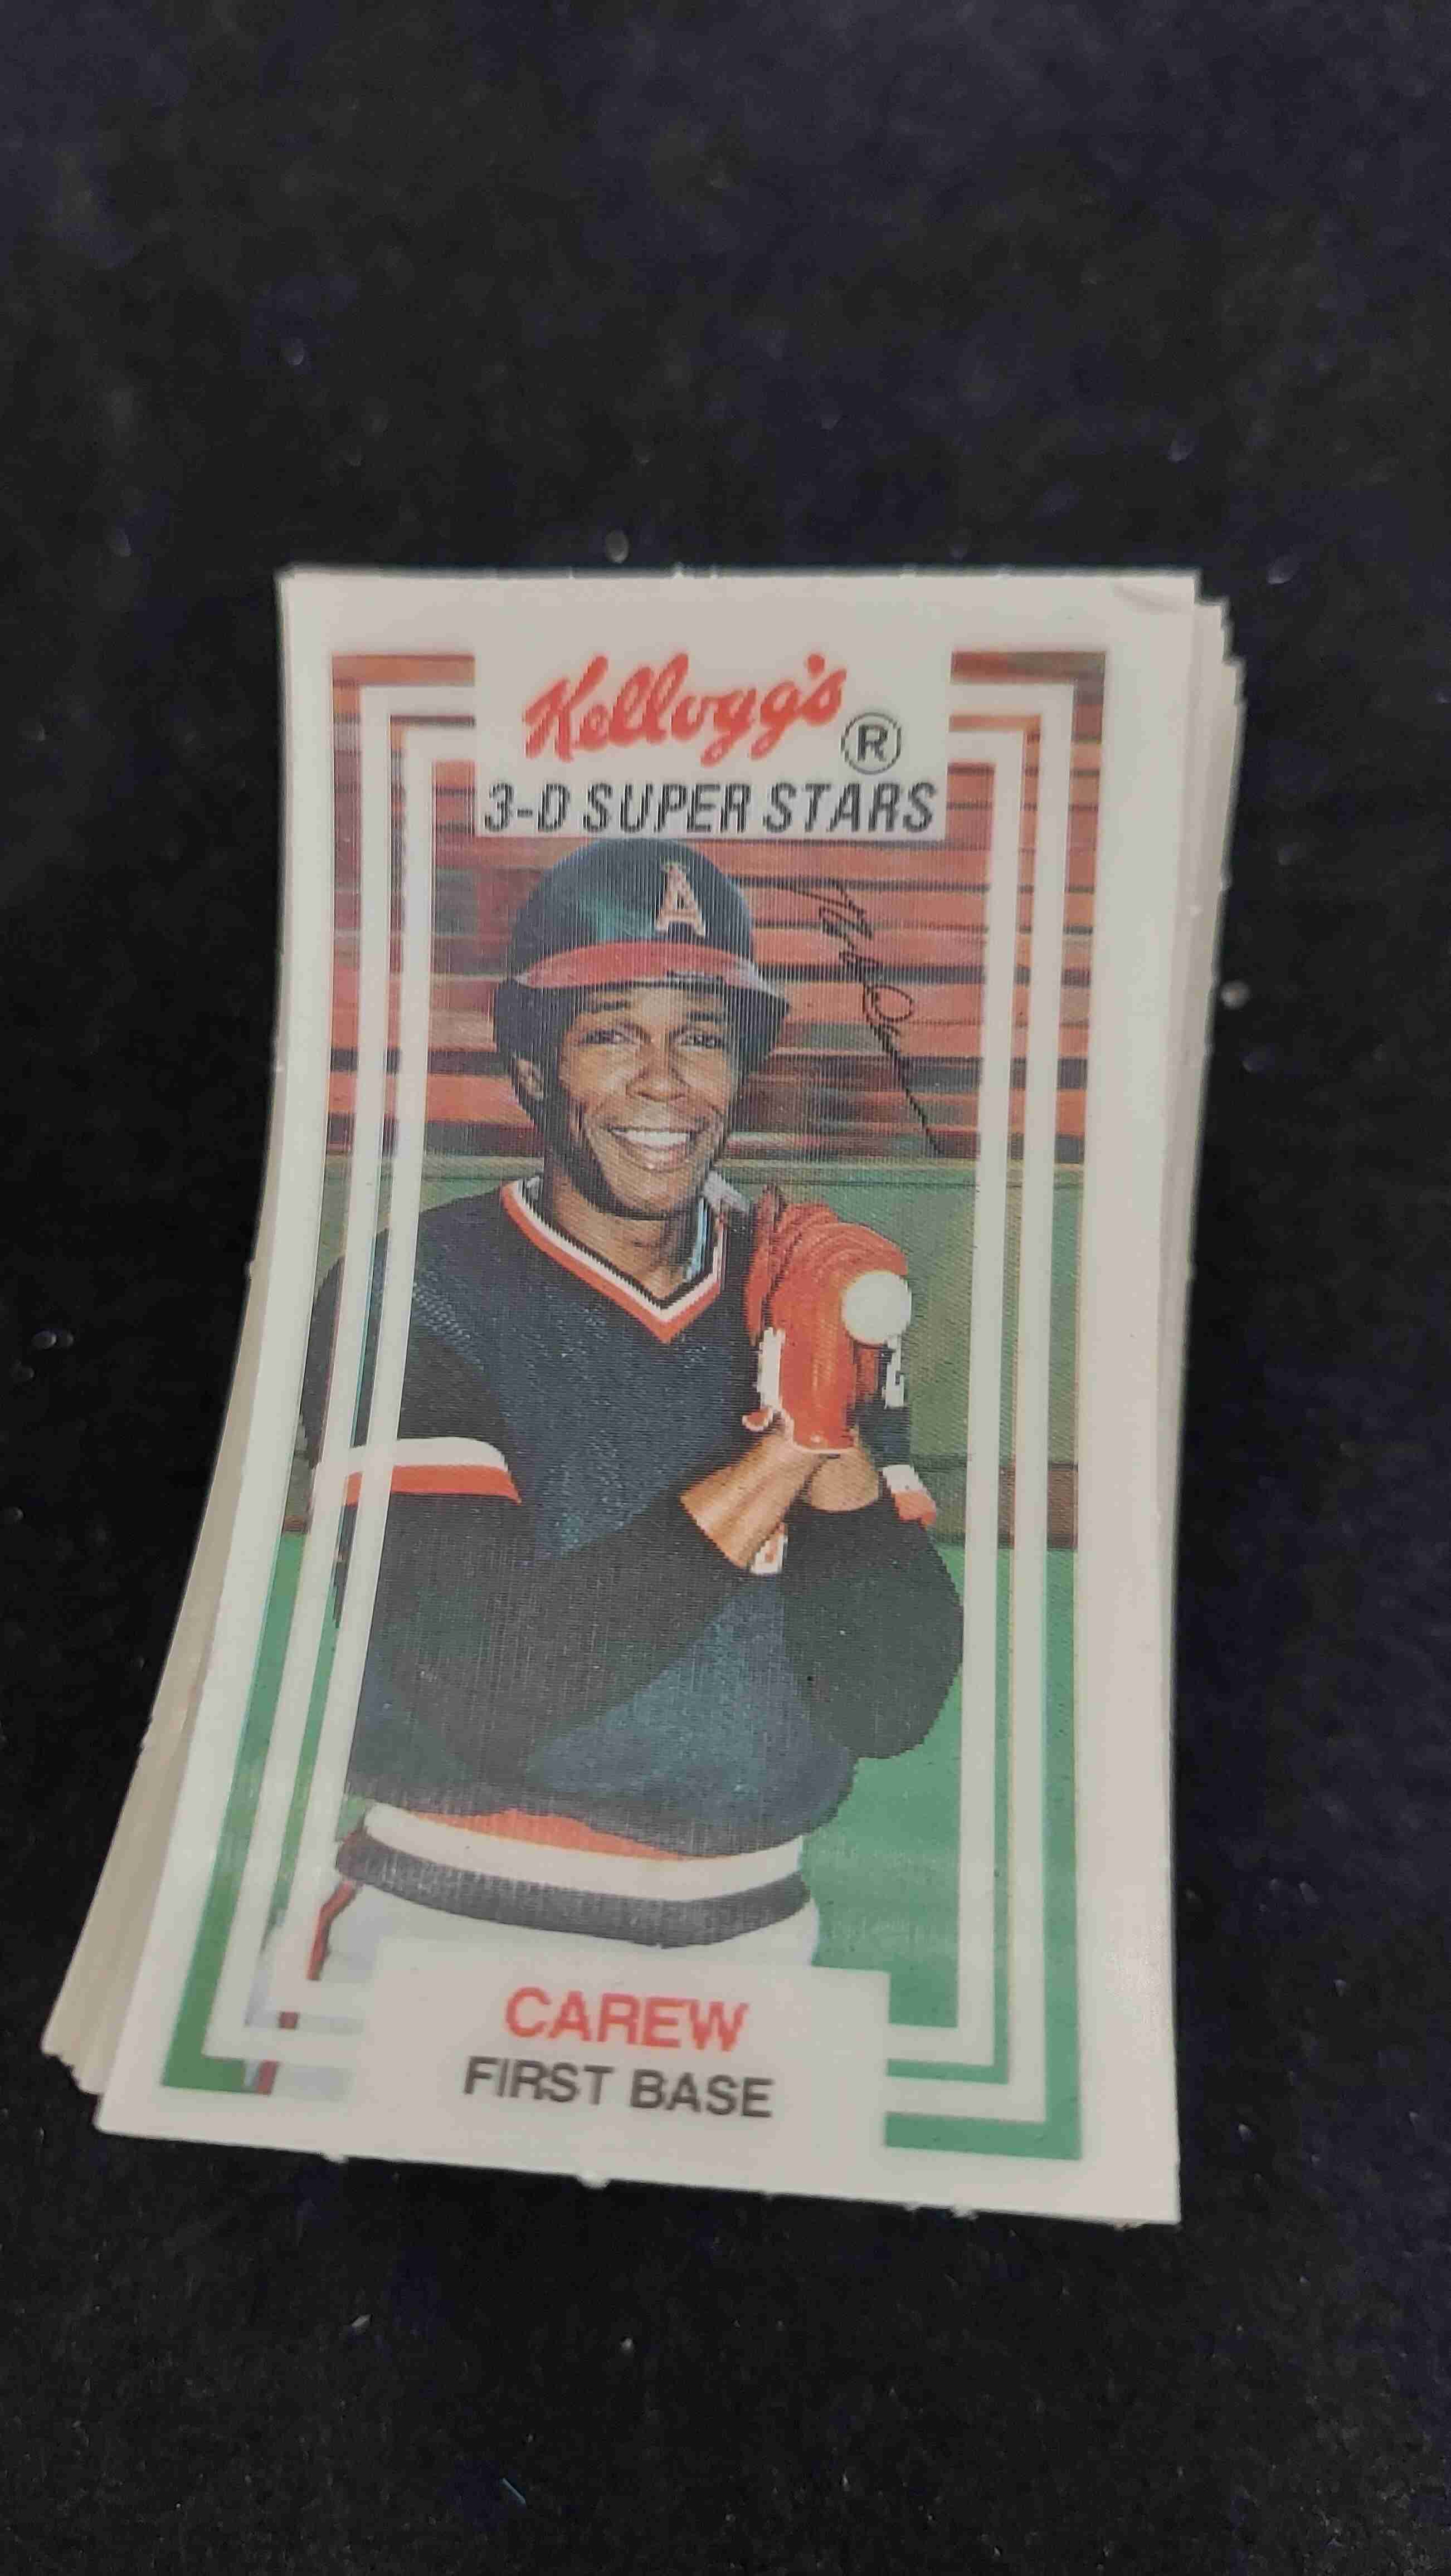 Kellogg's ®
3-D SUPER STARS
A
CAREW
FIRST BASE